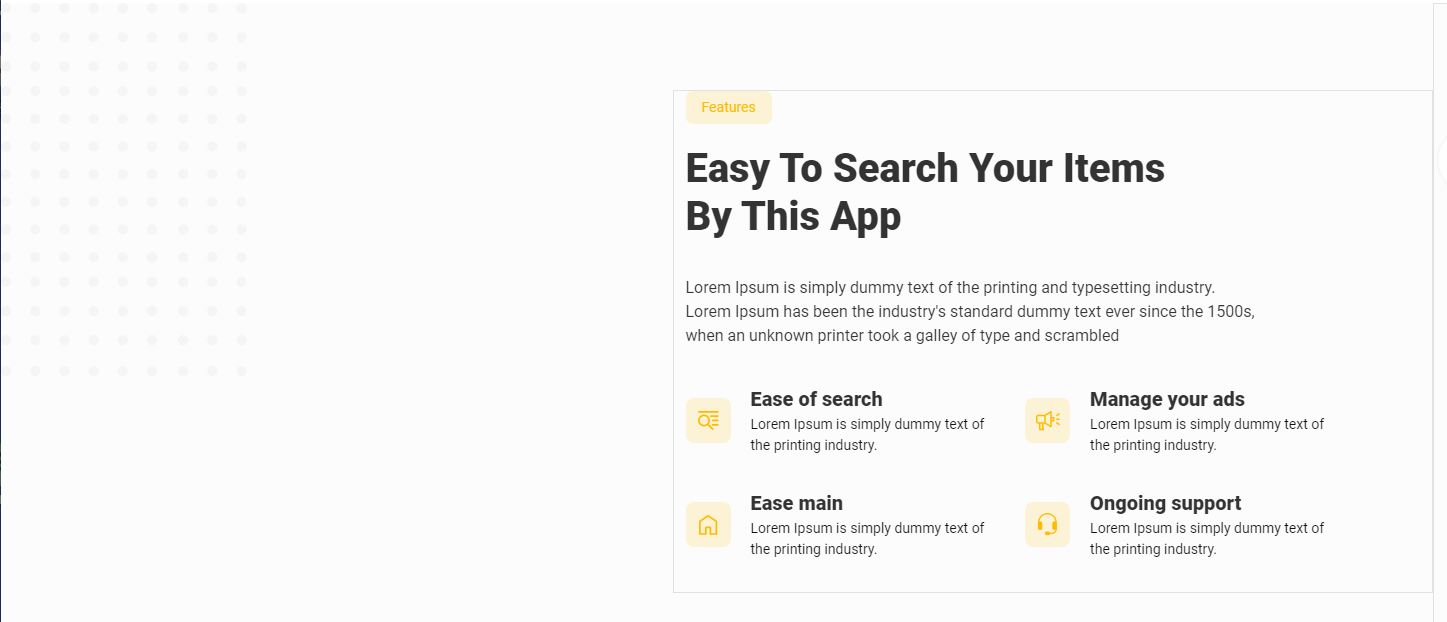 Features
Easy To Search Your Items
By This App
Lorem Ipsum is simply dummy text of the printing and typesetting industry.
Lorem Ipsum has been the industry's standard dummy text ever since the 1500s,
when an unknown printer took a galley of type and scrambled
Ease of search
Lorem Ipsum is simply dummy text of
the printing industry.
Manage your ads
Lorem Ipsum is simply dummy text of
the printing industry.
Ease main
Lorem Ipsum is simply dummy text of
the printing industry.
Ongoing support
Lorem Ipsum is simply dummy text of
the printing industry.